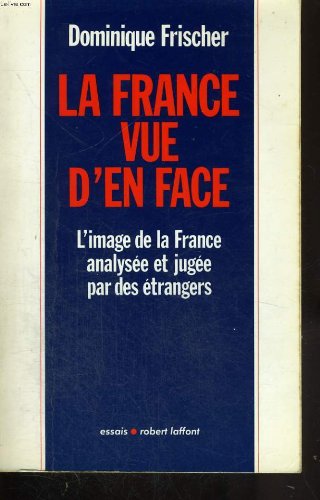 Dominique Frischer
LA FRANCE
VUE
D'EN FACE
L'image de la France
analysée et jugée
par des étrangers
essais • robert laffont